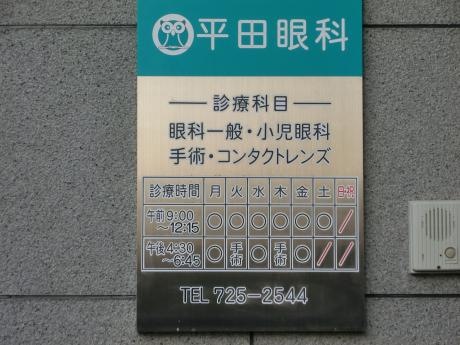 平田眼科
診療科目
眼科一般・小児眼科
手術・コンタクトレンズ
診療時間 月 火 水 木 金 土 日・祝
午前9:00～12:15 ○ ○ ○ ○ ○ ○ /
午後4:30～6:45 ○ 手術 ○ 手術 ○ / /
TEL 725-2544